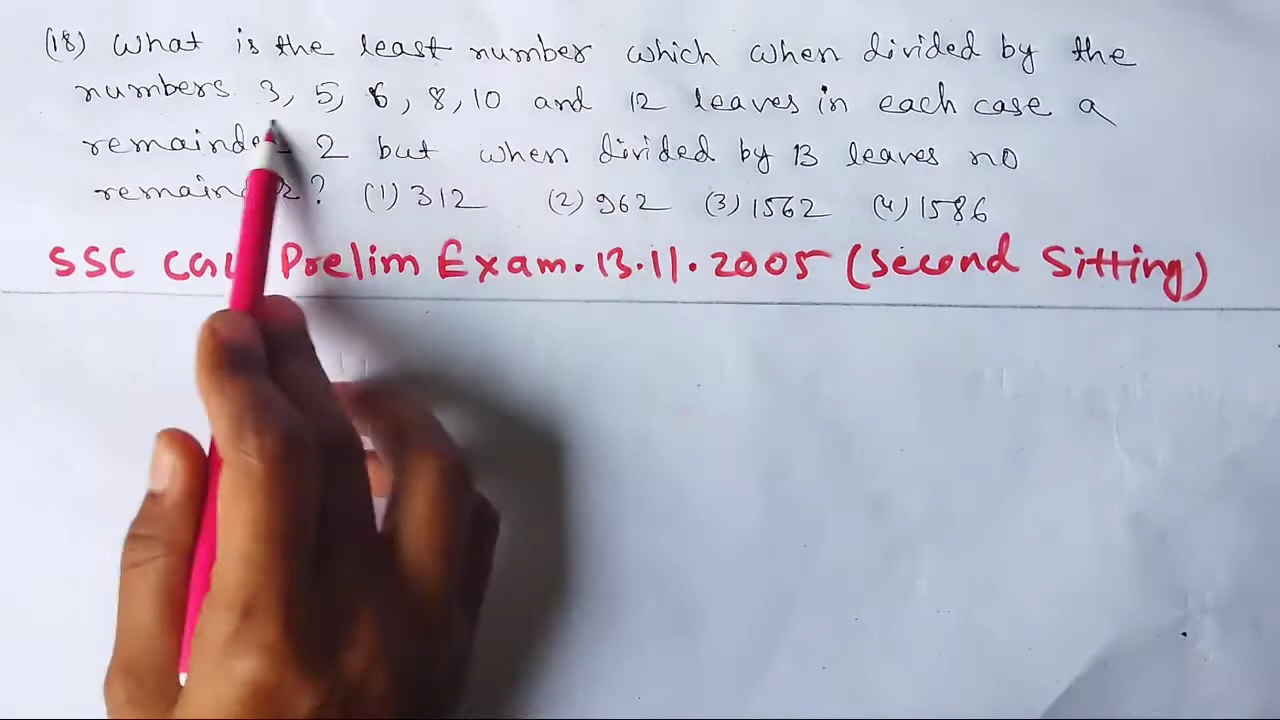 (18) What is the least number which when divided by the
numbers 3, 5, 6, 8, 10 and 12 leaves in each case a
2 but when divided by 13 leaves no
? (1) 312 (2) 962 (3) 1562 (4) 1586
SSC Prelim Exam. 13.11.2005 (Second Sitting)